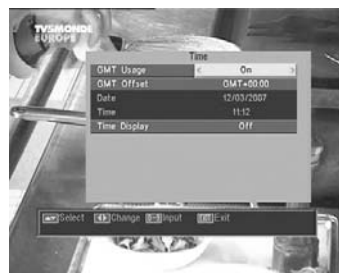 TV5MONDE
EUROPE
Time
GMT Usage < On >
GMT Offset GMT+00:00
Date 12/03/2007
Time 11:12
Time Display Off
Select Change Input EXIT Exit